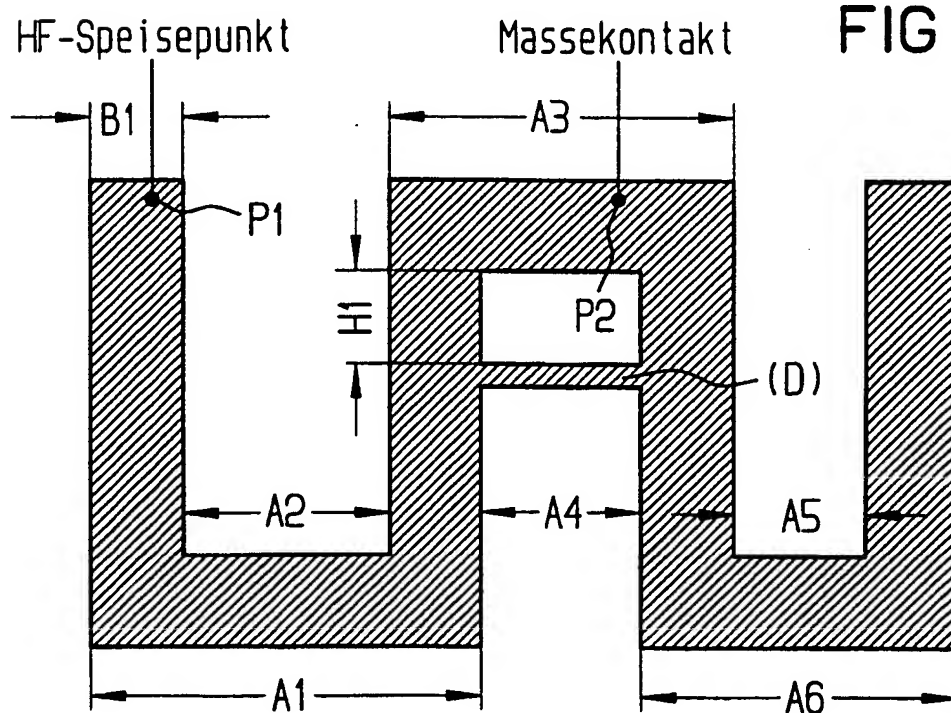 HF-Speisepunkt
Massekontakt
FIG
B1
A3
P1
H1
P2
(D)
A2
A4
A5
A1
A6